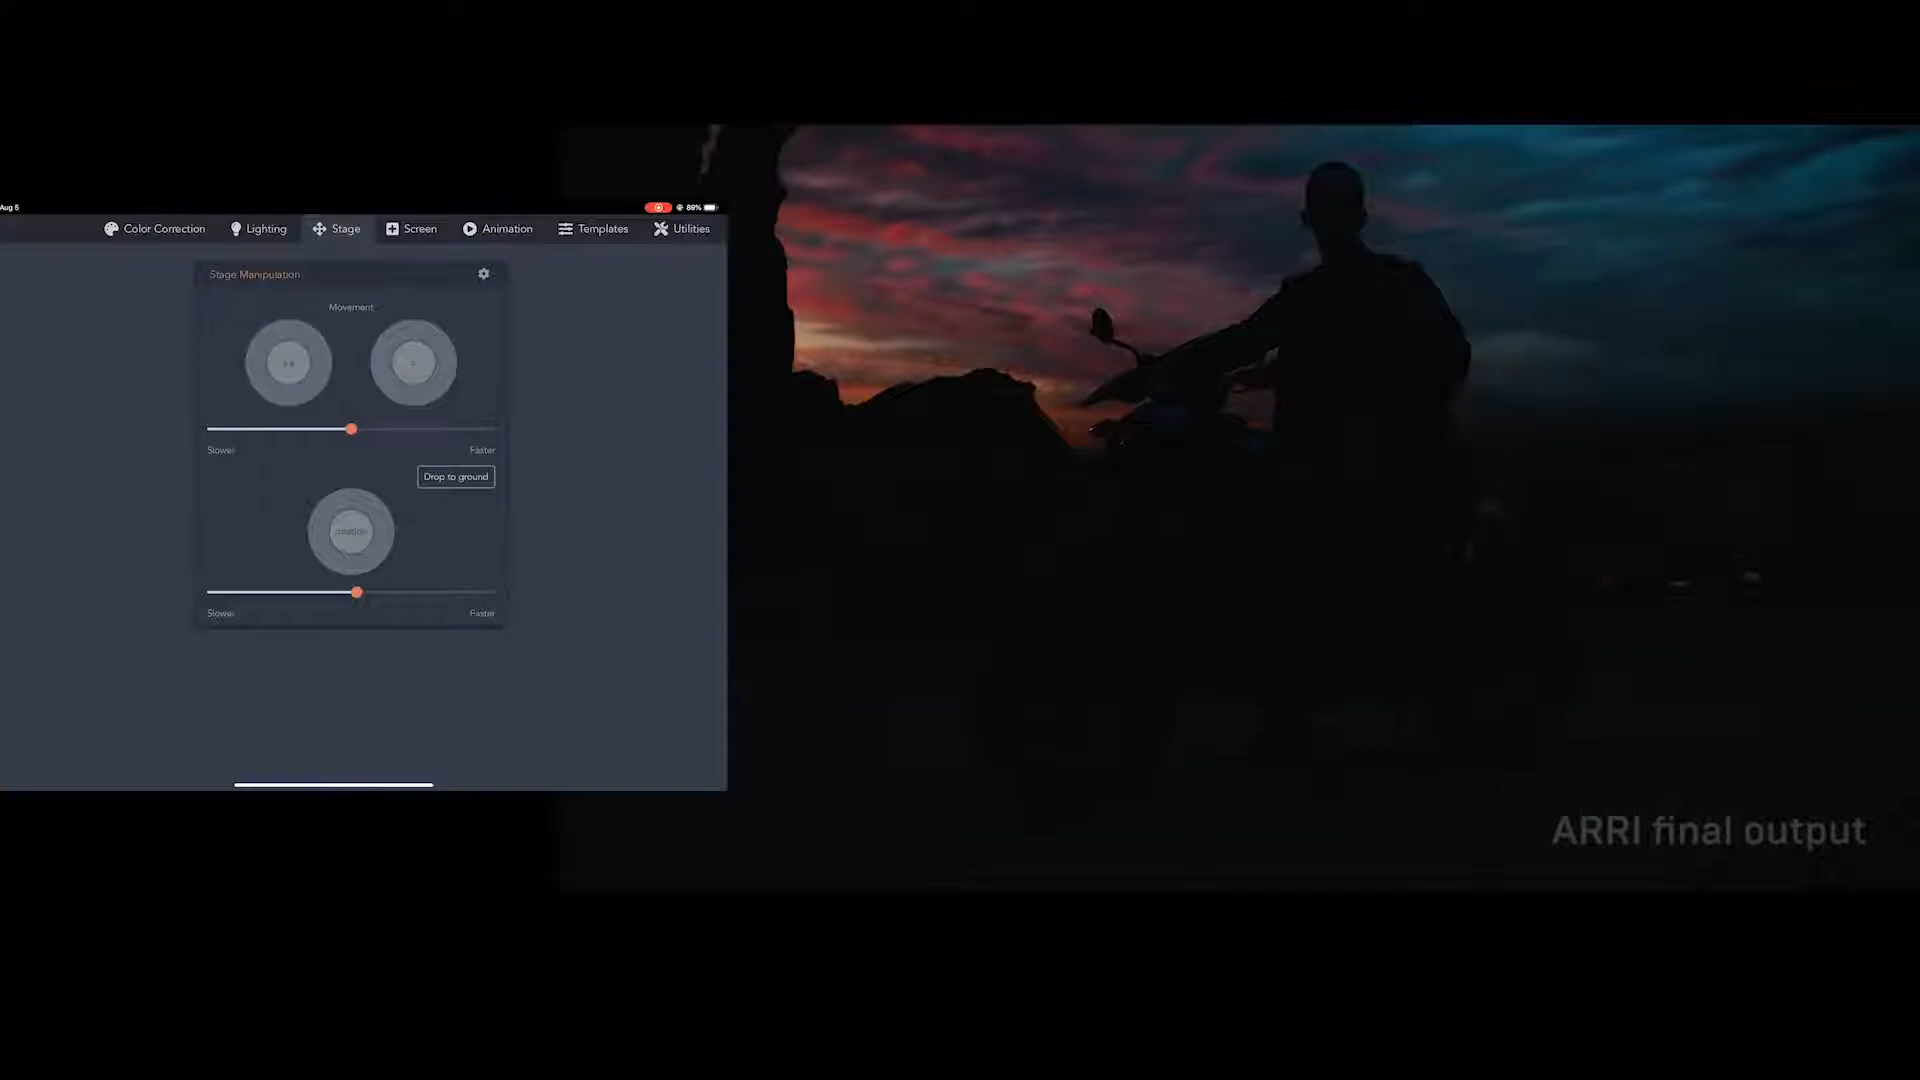 Aug 5
89%
Color Correction Lighting Stage Screen Animation Templates Utilities
Stage Manipulation
Movement
Slower Faster
Drop to ground
rotation
Slower Faster
ARRI final output